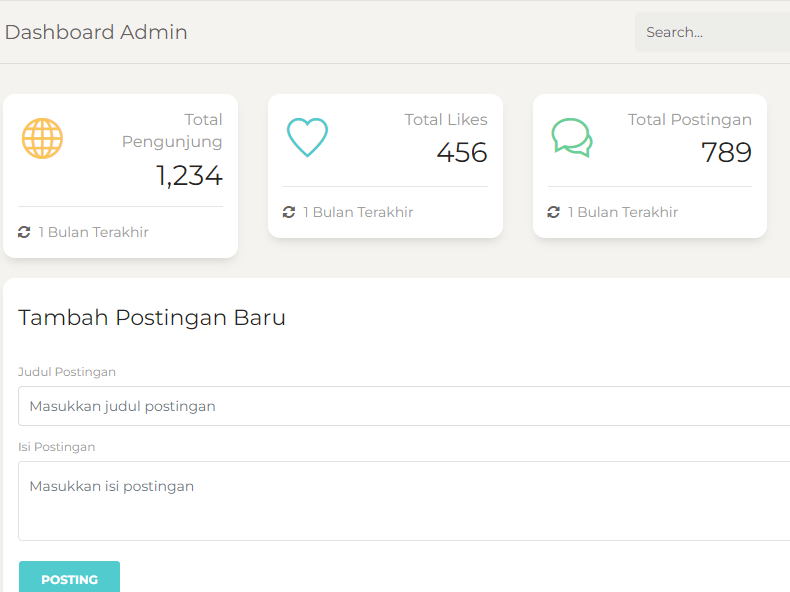 Dashboard Admin
Search...
Total
Pengunjung
1,234
1 Bulan Terakhir
Total Likes
456
1 Bulan Terakhir
Total Postingan
789
1 Bulan Terakhir
Tambah Postingan Baru
Judul Postingan
Masukkan judul postingan
Isi Postingan
Masukkan isi postingan
POSTING